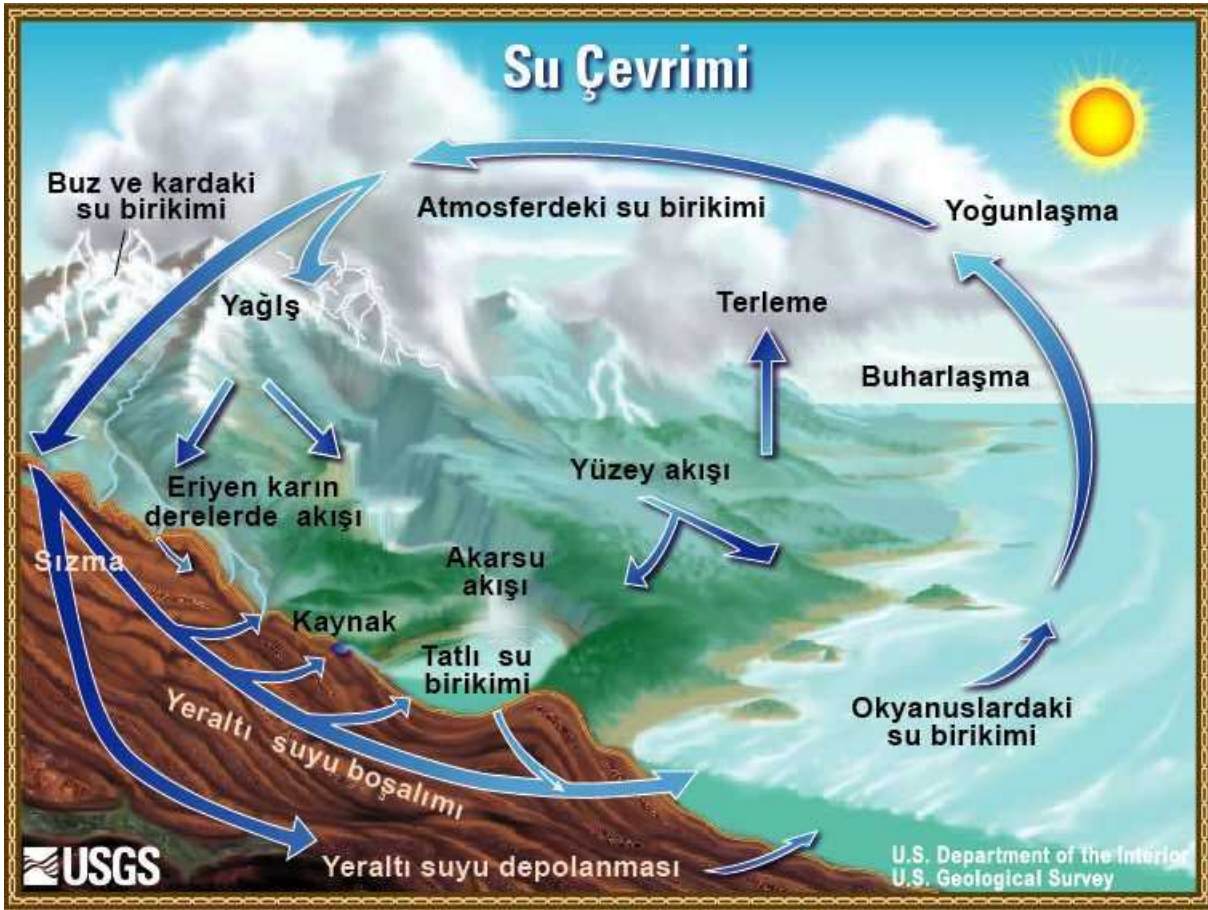 Su Çevrimi
Buz ve kardaki
su birikimi
Atmosferdeki su birikimi
Yoğunlaşma
YağIş
Terleme
Buharlaşma
Eriyen karın
derelerde akışı
Yüzey akışı
Sızma
Akarsu
akışı
Kaynak
Tatlı su
birikimi
Okyanuslardaki
su birikimi
Yeraltı suyu boşalımı
Yeraltı suyu depolanması
USGS
U.S. Department of the Interior
U.S. Geological Survey